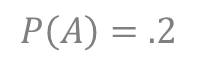 P(A) = .2